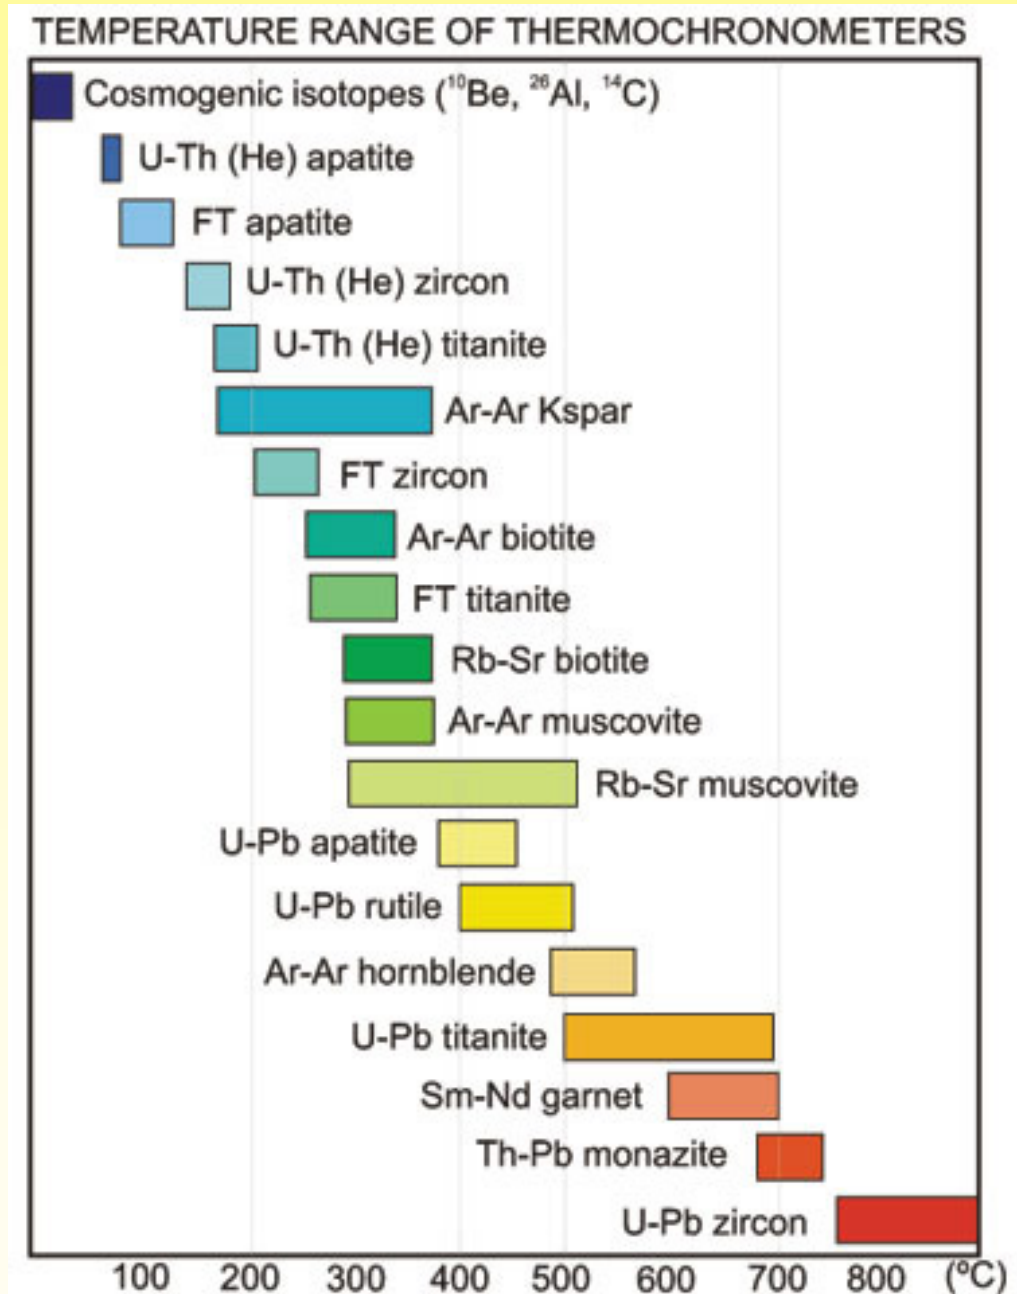 TEMPERATURE RANGE OF THERMOCHRONOMETERS
Cosmogenic isotopes (¹⁰Be, ²⁶Al, ¹⁴C)
U-Th (He) apatite
FT apatite
U-Th (He) zircon
U-Th (He) titanite
Ar-Ar Kspar
FT zircon
Ar-Ar biotite
FT titanite
Rb-Sr biotite
Ar-Ar muscovite
Rb-Sr muscovite
U-Pb apatite
U-Pb rutile
Ar-Ar hornblende
U-Pb titanite
Sm-Nd garnet
Th-Pb monazite
U-Pb zircon
100 200 300 400 500 600 700 800 (ºC)